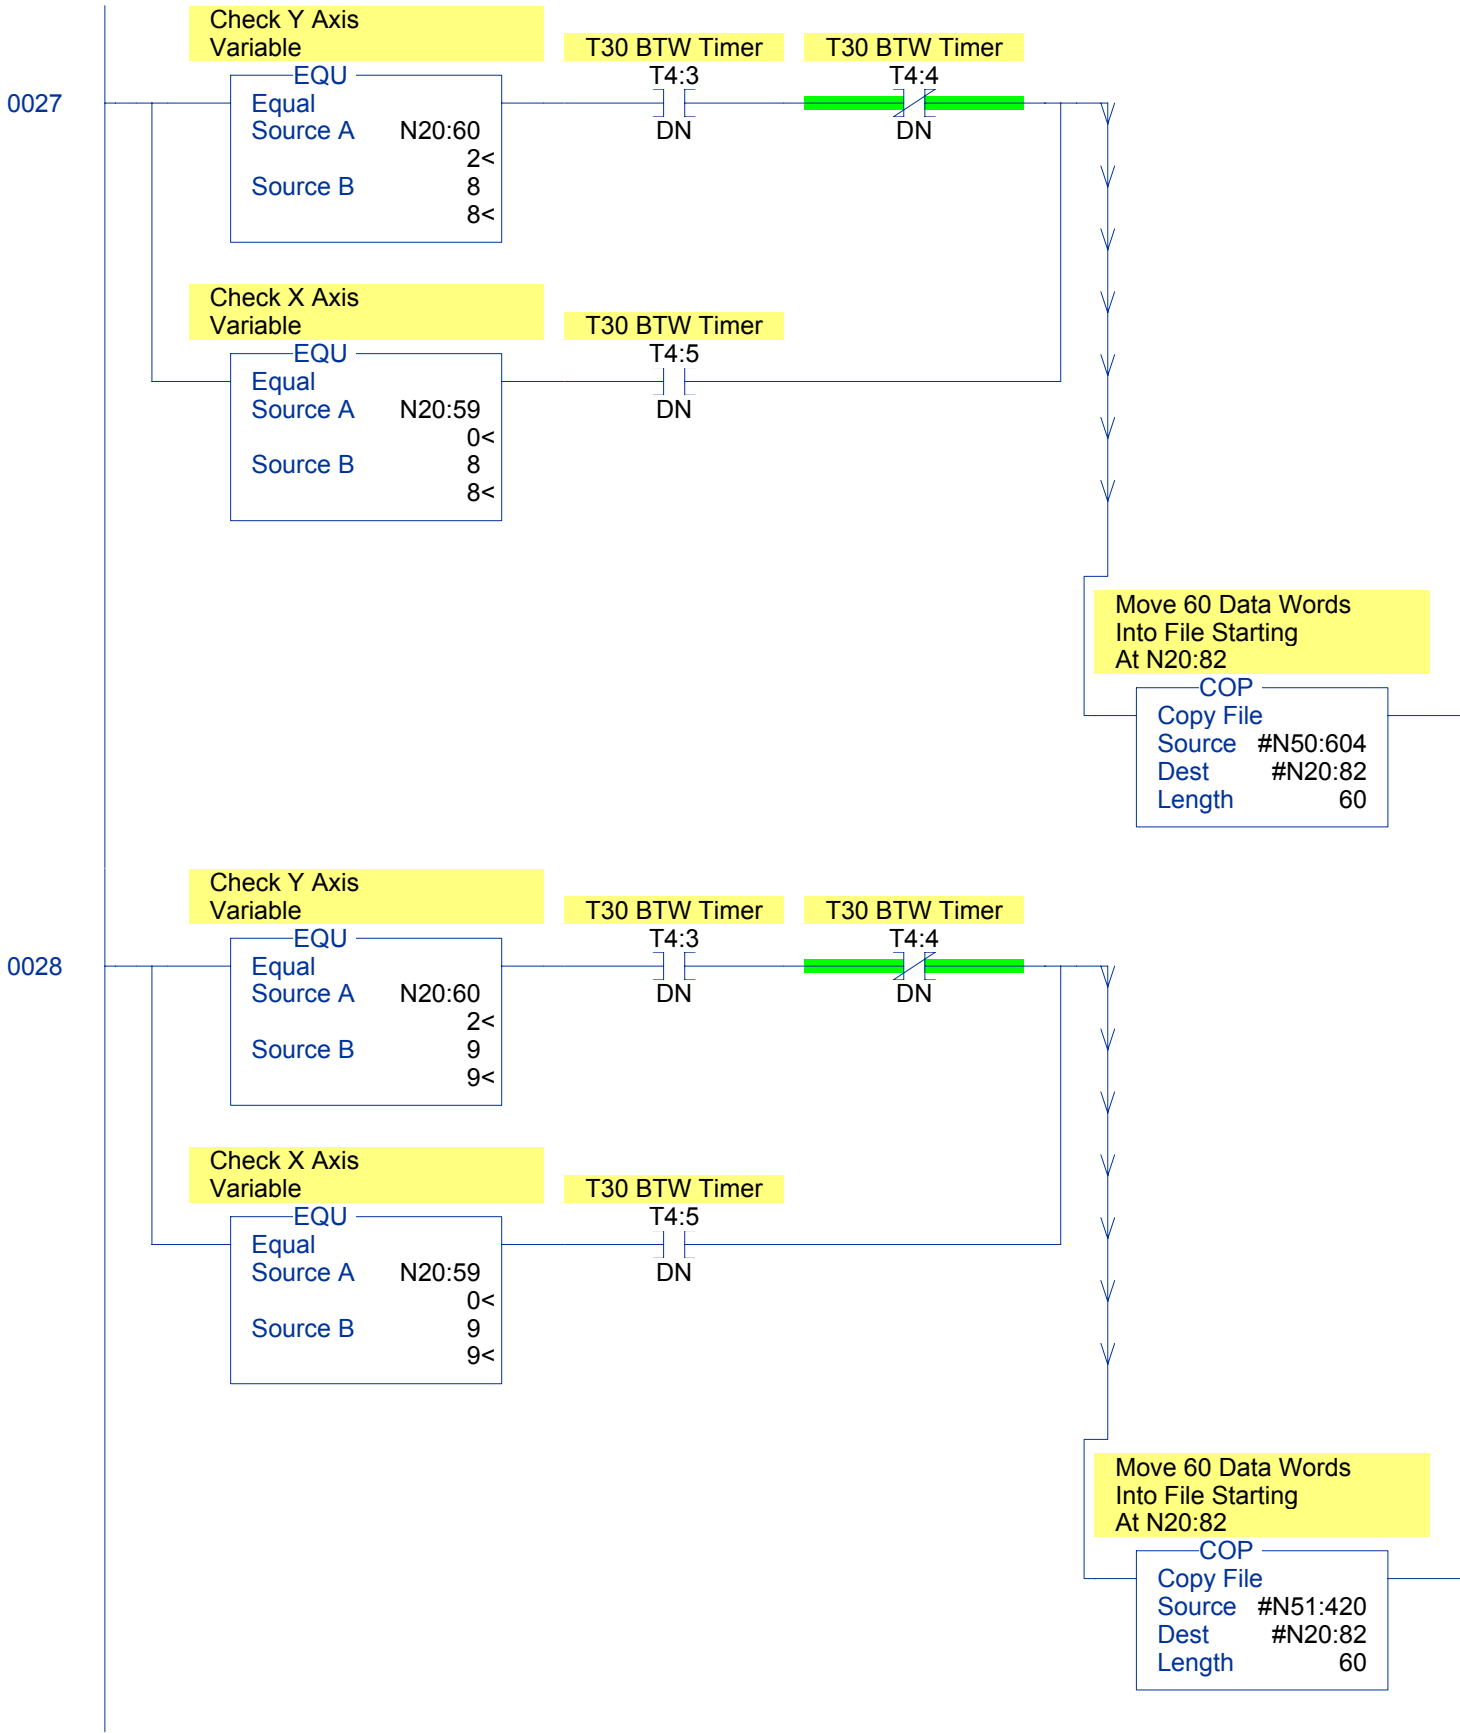 Check Y Axis
Variable
T30 BTW Timer
T30 BTW Timer
EQU
T4:3
T4:4
0027
Equal
DN
DN
Source A N20:60
2<
Source B 8
8<
Check X Axis
Variable
T30 BTW Timer
EQU
T4:5
Equal
DN
Source A N20:59
0<
Source B 8
8<
Move 60 Data Words
Into File Starting
At N20:82
COP
Copy File
Source #N50:604
Dest #N20:82
Length 60
Check Y Axis
Variable
T30 BTW Timer
T30 BTW Timer
EQU
T4:3
T4:4
0028
Equal
DN
DN
Source A N20:60
2<
Source B 9
9<
Check X Axis
Variable
T30 BTW Timer
EQU
T4:5
Equal
DN
Source A N20:59
0<
Source B 9
9<
Move 60 Data Words
Into File Starting
At N20:82
COP
Copy File
Source #N51:420
Dest #N20:82
Length 60